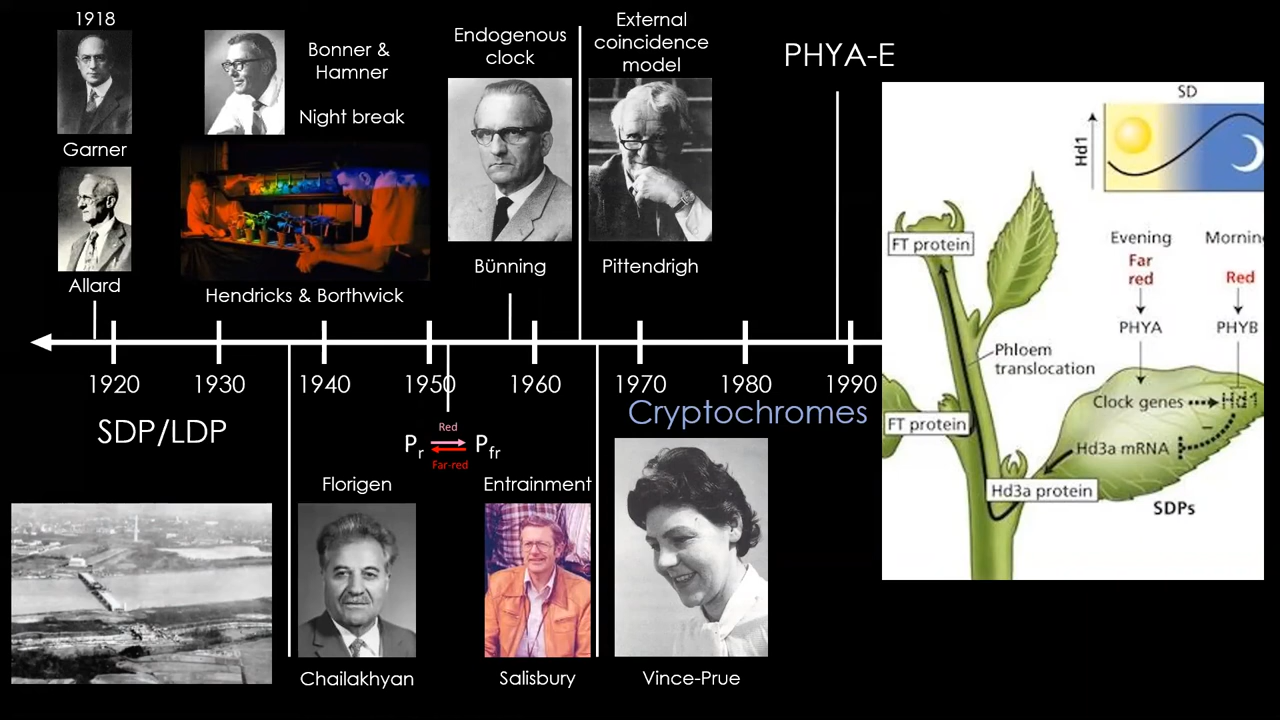 1918
Garner
Allard
Bonner &
Hamner
Night break
Hendricks & Borthwick
Endogenous
clock
Bünning
External
coincidence
model
Pittendrigh
PHYA-E
1920
1930
1940
1950
1960
1970
1980
1990
SDP/LDP
Red
Pr
Pfr
Far-red
Florigen
Chailakhyan
Entrainment
Salisbury
Cryptochromes
Vince-Prue
SD
Hd1
FT protein
Evening
Far
red
PHYA
Mornin
Red
PHYB
Phloem
translocation
Clock genes
Hd1
FT protein
Hd3a mRNA
Hd3a protein
SDPs